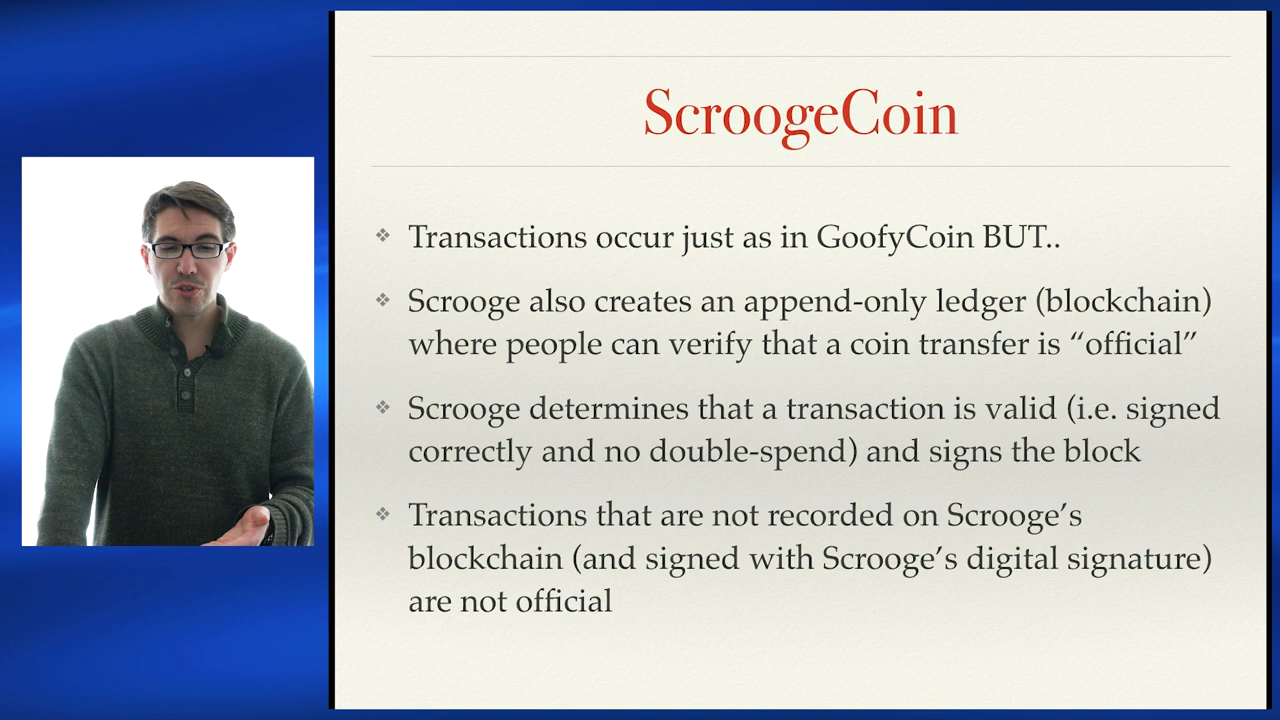 ScroogeCoin
Transactions occur just as in GoofyCoin BUT..
Scrooge also creates an append-only ledger (blockchain)
where people can verify that a coin transfer is “official”
Scrooge determines that a transaction is valid (i.e. signed
correctly and no double-spend) and signs the block
Transactions that are not recorded on Scrooge’s
blockchain (and signed with Scrooge’s digital signature)
are not official